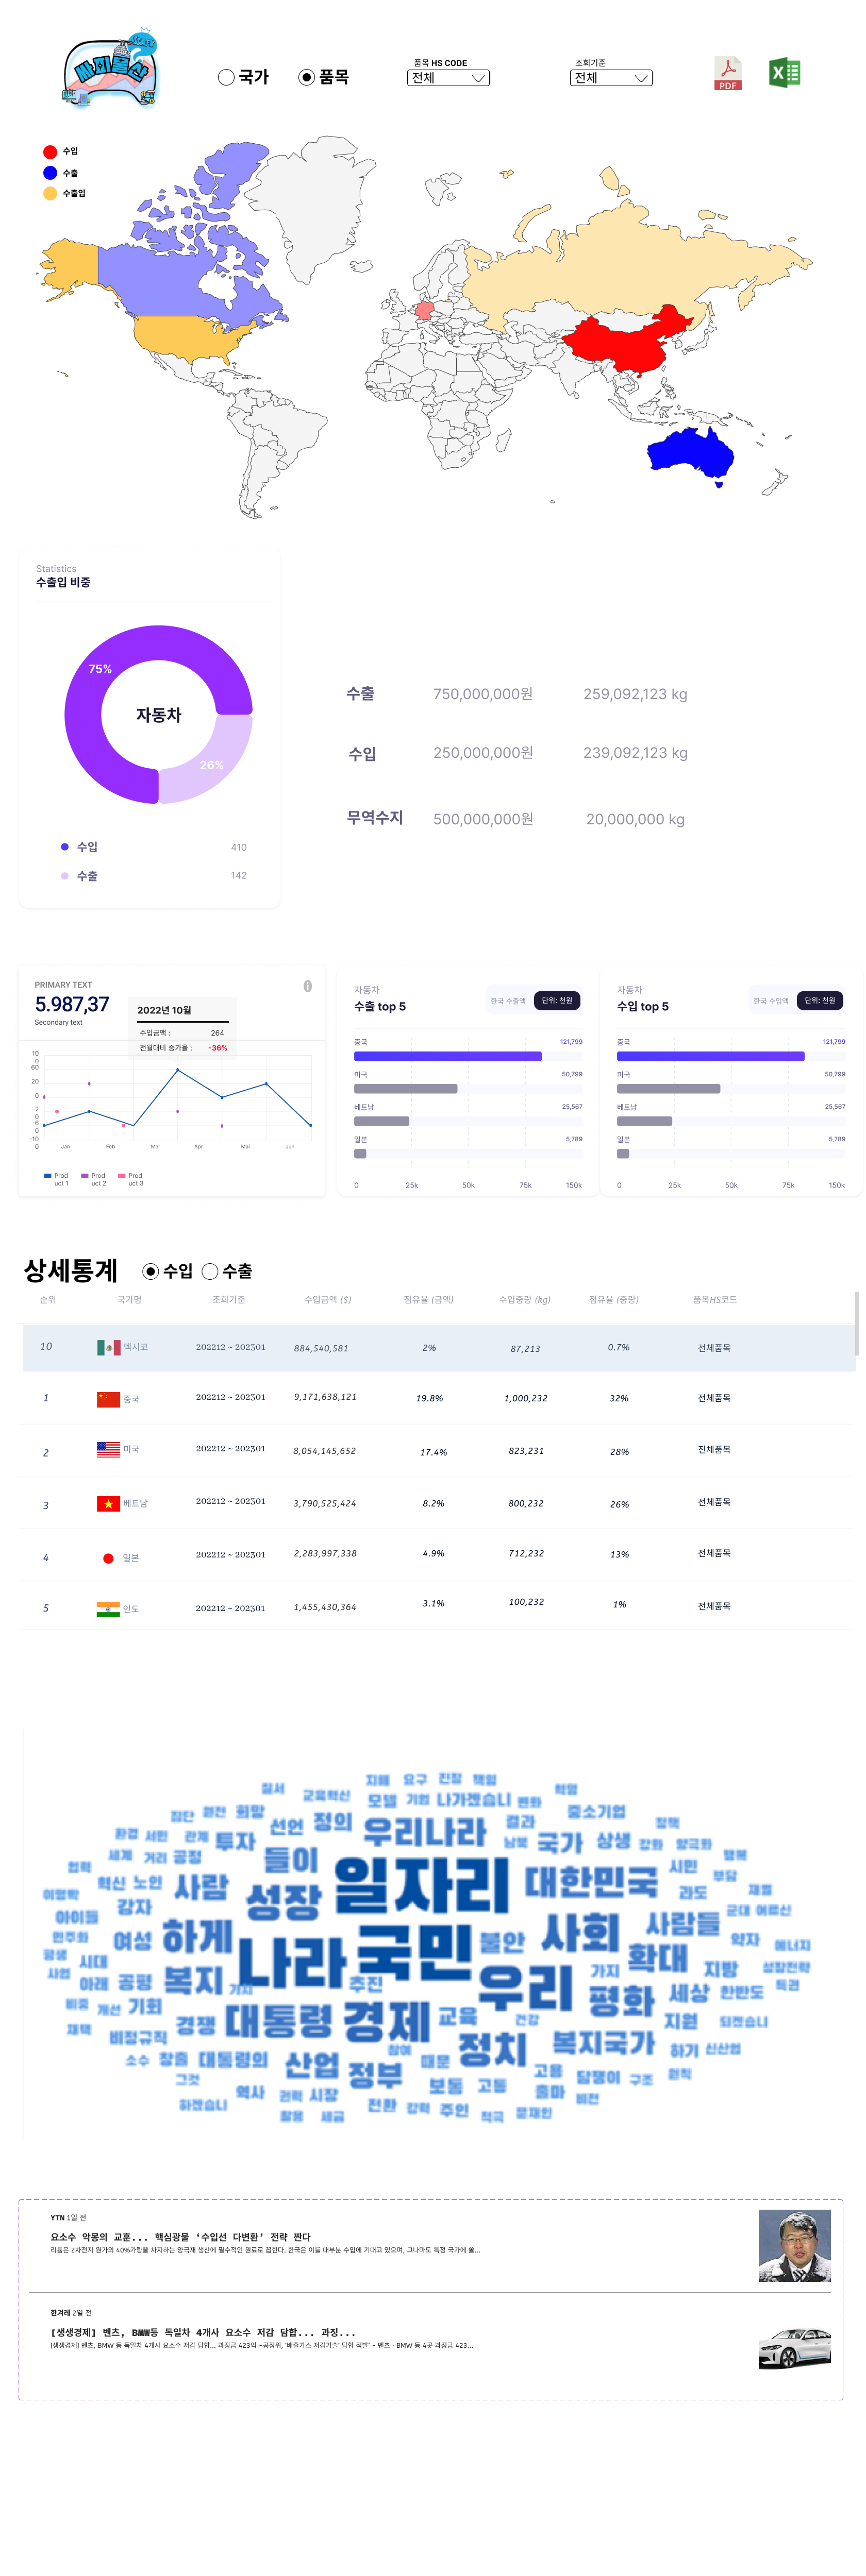 싸피물산
국가
품목
품목 HS CODE
전체
조회기준
전체
PDF
X
수입
수출
수출입
Statistics
수출입 비중
75%
자동차
26%
수입 410
수출 142
수출 750,000,000원 259,092,123 kg
수입 250,000,000원 239,092,123 kg
무역수지 500,000,000원 20,000,000 kg
PRIMARY TEXT
5.987,37
Secondary text
2022년 10월
수입금액 : 264
전월대비 증가율 : -36%
10
0
60
20
0
-2
0
-6
0
-10
0
Jan Feb Mar Apr Mai Jun
Prod
uct 1
Prod
uct 2
Prod
uct 3
자동차
수출 top 5
한국 수출액 단위: 천원
중국 121,799
미국 50,799
베트남 25,567
일본 5,789
0 25k 50k 75k 150k
자동차
수입 top 5
한국 수입액 단위: 천원
중국 121,799
미국 50,799
베트남 25,567
일본 5,789
0 25k 50k 75k 150k
상세통계 수입 수출
순위 국가명 조회기준 수입금액 ($) 점유율 (금액) 수입중량 (kg) 점유율 (중량) 품목HS코드
10 멕시코 202212 ~ 202301 884,540,581 2% 87,213 0.7% 전체품목
1 중국 202212 ~ 202301 9,171,638,121 19.8% 1,000,232 32% 전체품목
2 미국 202212 ~ 202301 8,054,145,652 17.4% 823,231 28% 전체품목
3 베트남 202212 ~ 202301 3,790,525,424 8.2% 800,232 26% 전체품목
4 일본 202212 ~ 202301 2,283,997,338 4.9% 712,232 13% 전체품목
5 인도 202212 ~ 202301 1,455,430,364 3.1% 100,232 1% 전체품목
질서 교육혁신 지혜 요구 진정 책임 혁명
집단 원전 희망 모델 기업 나가겠습니 변화 중소기업
선언 정의 우리나라 결과 정책
환경 서민 관계 투자 남북 국가 상생 강화 양극화
세계 거리 공정 들이 행복
협력 혁신 노인 사람 성장 일자리 대한민국 시민 부담
이명박 강자 과도 재벌
아이들 군대 어르신
민주화 여성 하게 나라 국민 불안 사회 사람들 약자 에너지
평생 시대 확대 지방 성장전략
사업 아래 공평 복지 가치 추진 우리 가지 평화 세상 한반도 득권
비중 개선 기회 대통령 경제 교육 건강 지원 되겠습니
채택 비정규직 경쟁 참여 정치 복지국가 하기 신산업
소수 창출 대통령의 산업 정부 때문 고용 담쟁이 구조 원칙
그것 보통 고통
하겠습니 역사 권력 시장 전환 강력 주인 출마 비전
활용 세금 적극 문재인
YTN 1일 전
요소수 악몽의 교훈... 핵심광물 ‘수입선 다변환’ 전략 짠다
리튬은 2차전지 원가의 40%가량을 차지하는 양극재 생산에 필수적인 원료로 꼽힌다. 한국은 이를 대부분 수입에 기대고 있으며, 그나마도 특정 국가에 쏠...
한겨레 2일 전
[생생경제] 벤츠, BMW등 독일차 4개사 요소수 저감 담합... 과징...
[생생경제] 벤츠, BMW 등 독일차 4개사 요소수 저감 담합... 과징금 423억 -공정위, '배출가스 저감기술' 담합 적발' - 벤츠 · BMW 등 4곳 과징금 423...